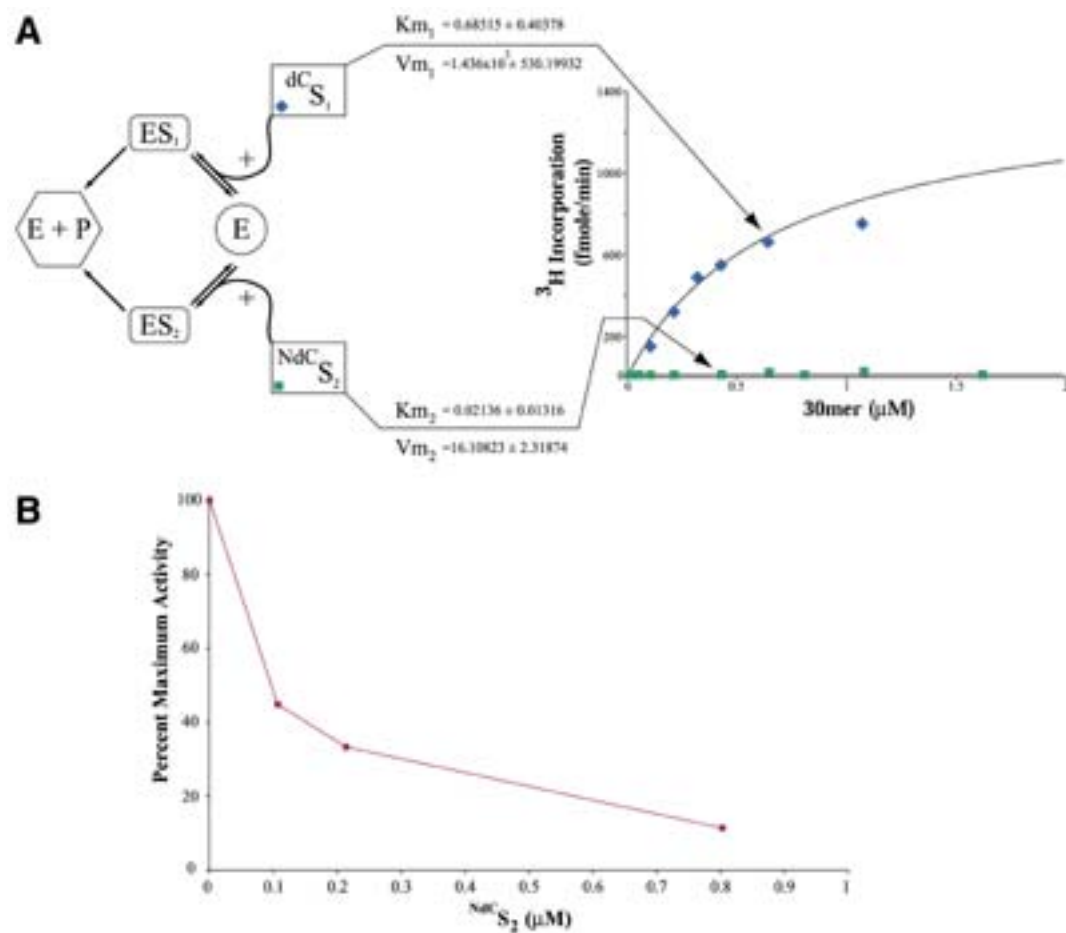 A
Km1 =0.68515 ± 0.40378
Vm1 =1.436x10^3 ± 530.19932
dC S1
ES1
+
E + P
E
+
ES2
NdC S2
Km2 =0.02136 ± 0.01316
Vm2 =16.10823 ± 2.31874
3H Incorporation
(fmole/min)
1400
1000
600
200
0
0.5
1
1.5
30mer (μM)
B
Percent Maximum Activity
100
80
60
40
20
0
0 0.1 0.2 0.3 0.4 0.5 0.6 0.7 0.8 0.9 1
NdC S2 (μM)